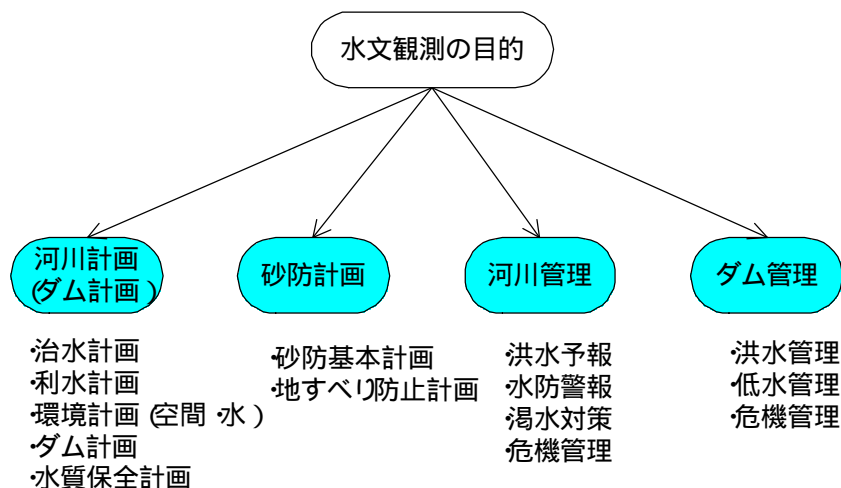 水文観測の目的
河川計画
(ダム計画)
砂防計画
河川管理
ダム管理
・治水計画
・利水計画
・環境計画(空間・水)
・ダム計画
・水質保全計画
・砂防基本計画
・地すべり防止計画
・洪水予報
・水防警報
・渇水対策
・危機管理
・洪水管理
・低水管理
・危機管理